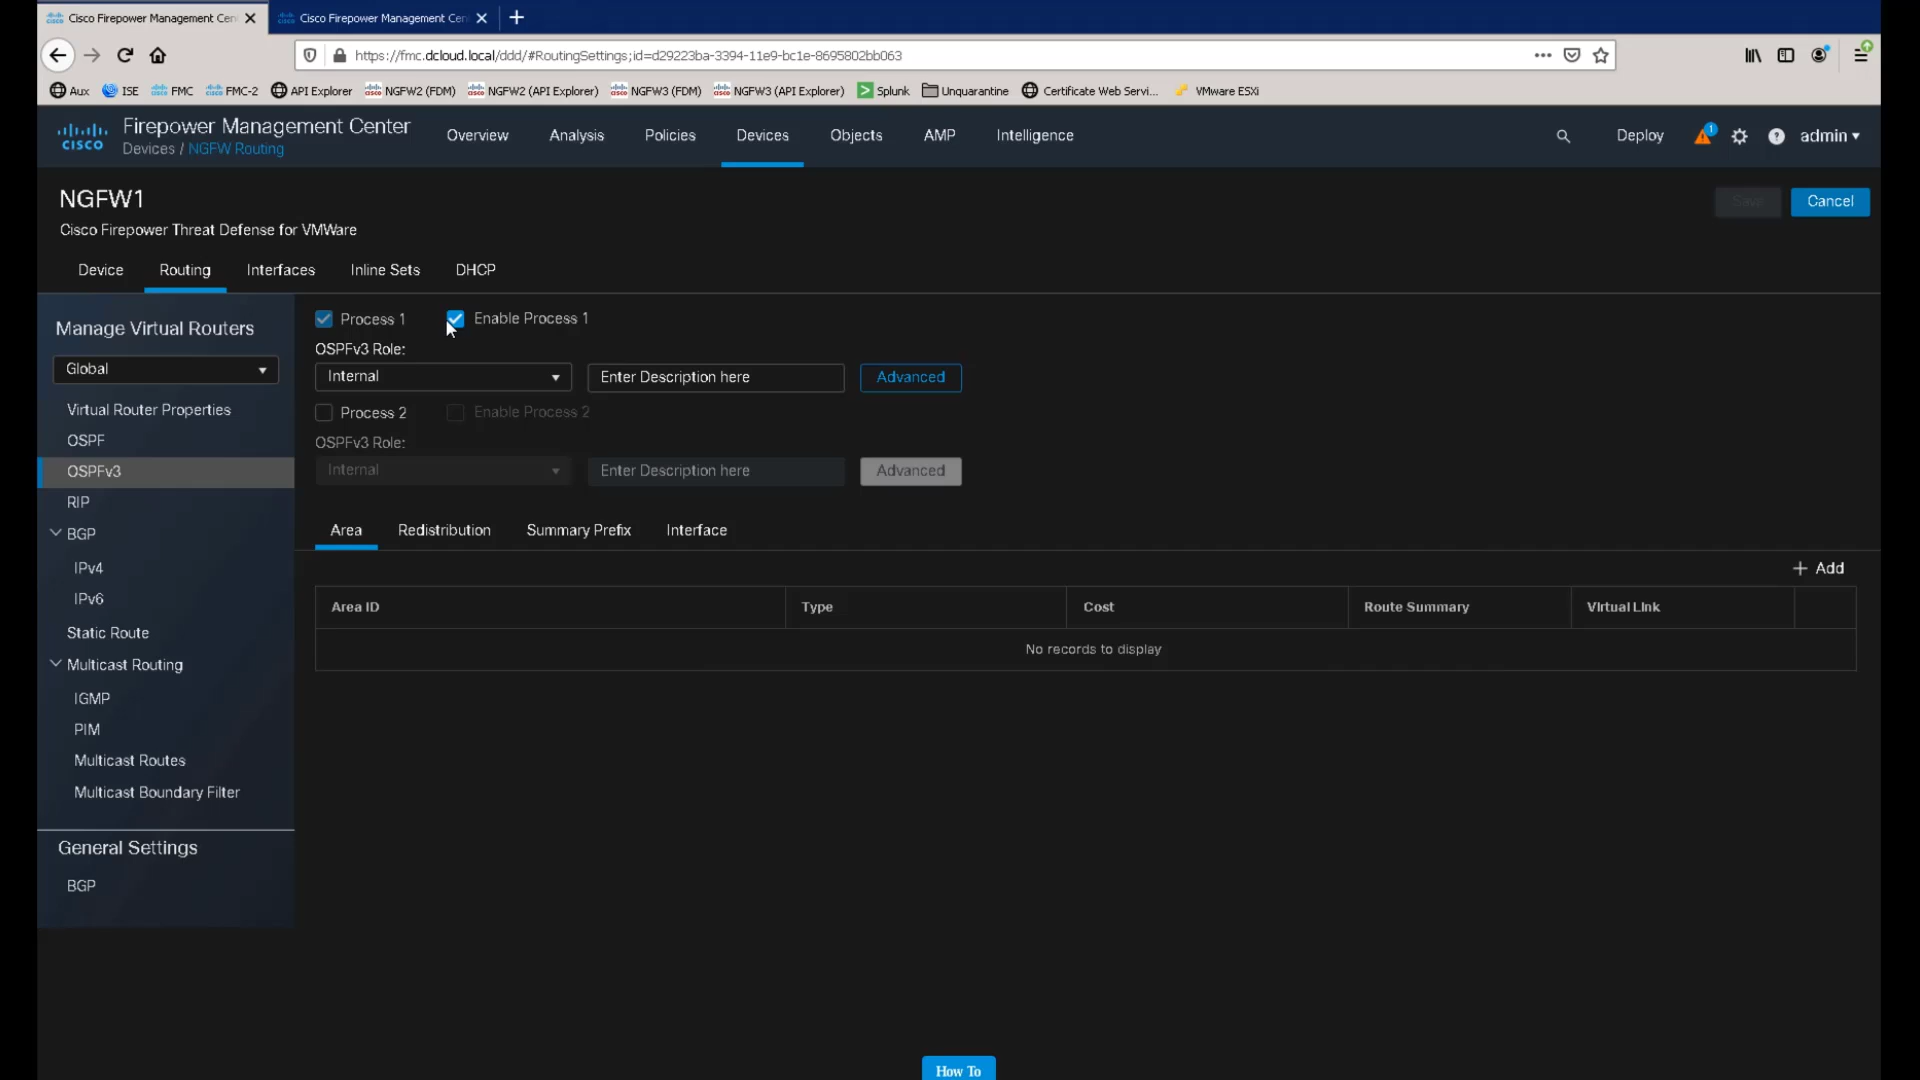 Cisco Firepower Management Cen
Cisco Firepower Management Cen
https://fmc.dcloud.local/ddd/#RoutingSettings;id=d29223ba-3394-11e9-bc1e-8695802bb063
Aux ISE FMC FMC-2 API Explorer NGFW2 (FDM) NGFW2 (API Explorer) NGFW3 (FDM) NGFW3 (API Explorer) Splunk Unquarantine Certificate Web Servi... VMware ESXi
CISCO
Firepower Management Center
Devices / NGFW Routing
Overview Analysis Policies Devices Objects AMP Intelligence Deploy 1 admin
NGFW1
Save Cancel
Cisco Firepower Threat Defense for VMWare
Device Routing Interfaces Inline Sets DHCP
Manage Virtual Routers
Global
Virtual Router Properties
OSPF
OSPFv3
RIP
BGP
IPv4
IPv6
Static Route
Multicast Routing
IGMP
PIM
Multicast Routes
Multicast Boundary Filter
General Settings
BGP
Process 1 Enable Process 1
OSPFv3 Role:
Internal Enter Description here Advanced
Process 2 Enable Process 2
OSPFv3 Role:
Internal Enter Description here Advanced
Area Redistribution Summary Prefix Interface
+ Add
Area ID Type Cost Route Summary Virtual Link
No records to display
How To